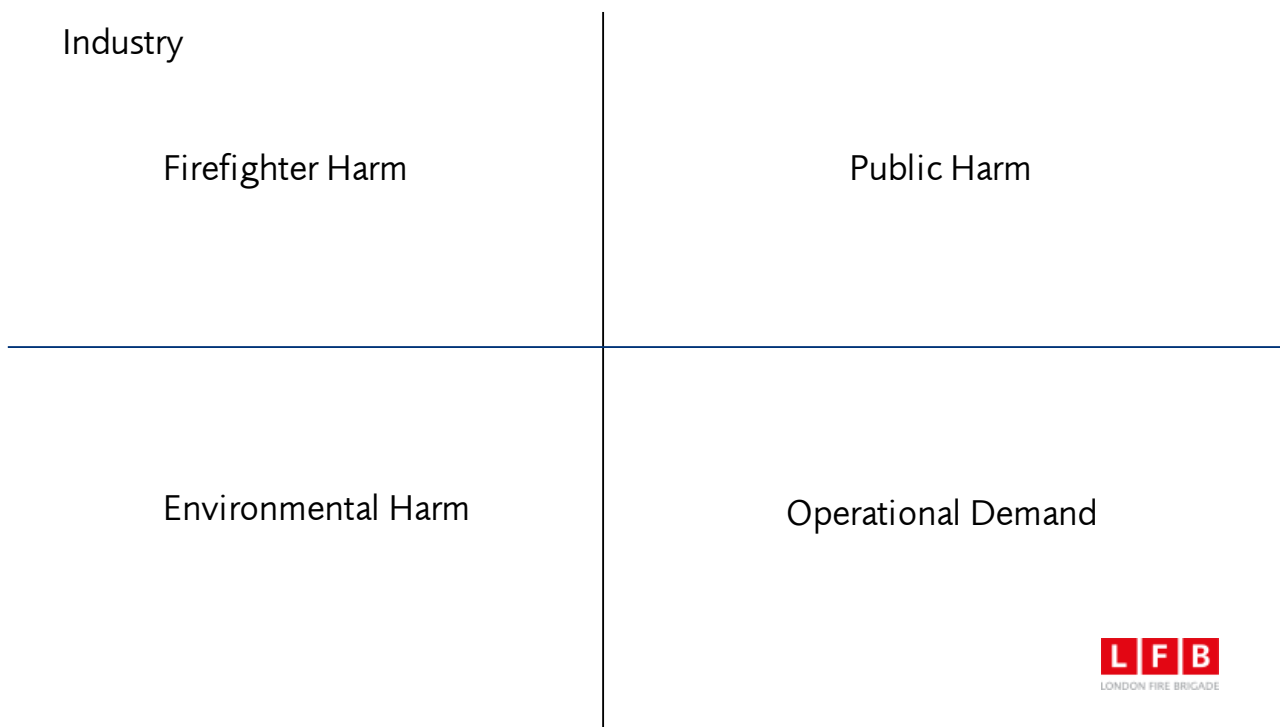 Industry
Firefighter Harm
Public Harm
Environmental Harm
Operational Demand
L F B
LONDON FIRE BRIGADE